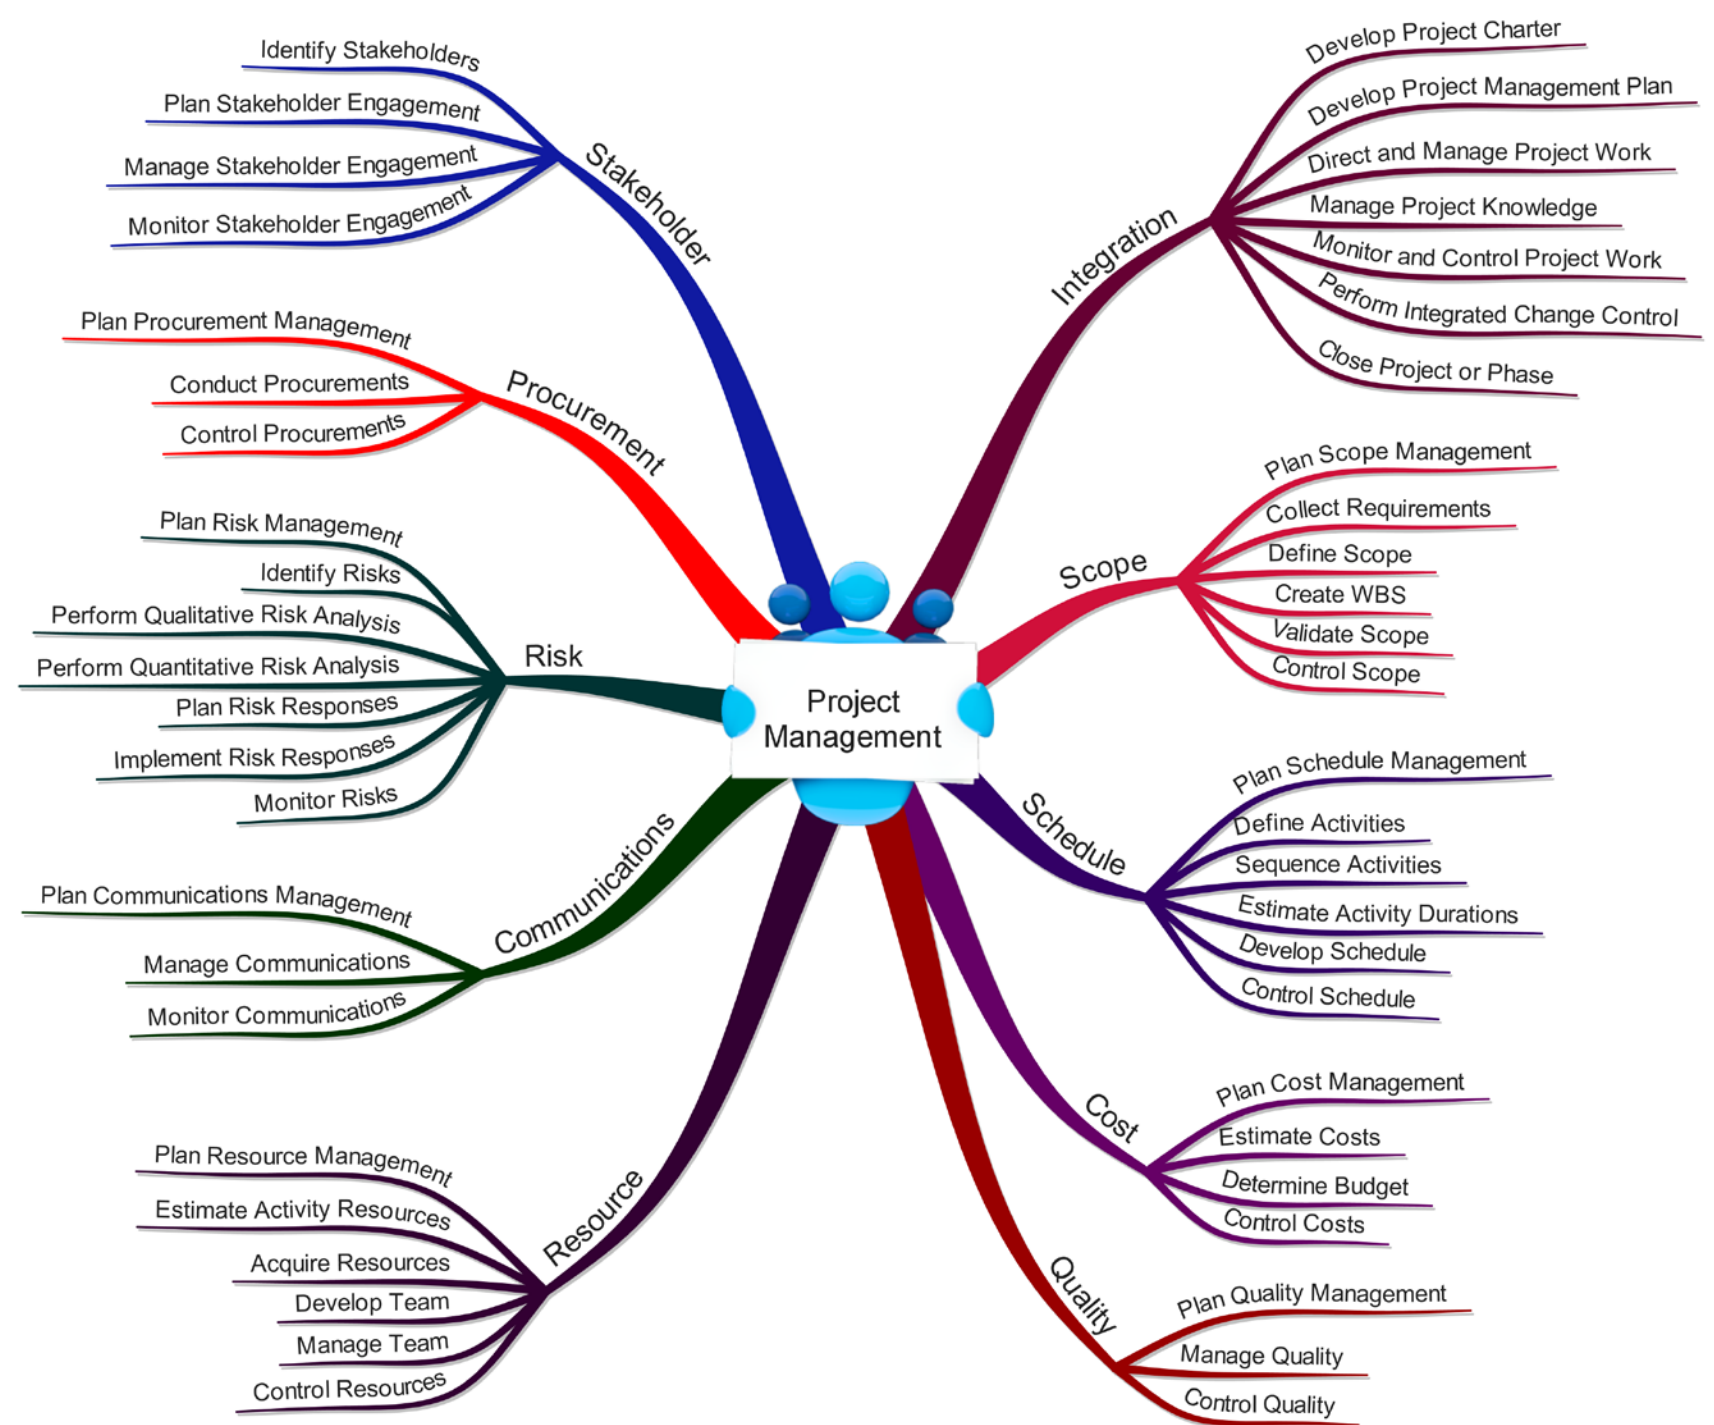 Project
Management
Integration
Develop Project Charter
Develop Project Management Plan
Direct and Manage Project Work
Manage Project Knowledge
Monitor and Control Project Work
Perform Integrated Change Control
Close Project or Phase
Scope
Plan Scope Management
Collect Requirements
Define Scope
Create WBS
Validate Scope
Control Scope
Schedule
Plan Schedule Management
Define Activities
Sequence Activities
Estimate Activity Durations
Develop Schedule
Control Schedule
Cost
Plan Cost Management
Estimate Costs
Determine Budget
Control Costs
Quality
Plan Quality Management
Manage Quality
Control Quality
Resource
Plan Resource Management
Estimate Activity Resources
Acquire Resources
Develop Team
Manage Team
Control Resources
Communications
Plan Communications Management
Manage Communications
Monitor Communications
Risk
Plan Risk Management
Identify Risks
Perform Qualitative Risk Analysis
Perform Quantitative Risk Analysis
Plan Risk Responses
Implement Risk Responses
Monitor Risks
Procurement
Plan Procurement Management
Conduct Procurements
Control Procurements
Stakeholder
Identify Stakeholders
Plan Stakeholder Engagement
Manage Stakeholder Engagement
Monitor Stakeholder Engagement